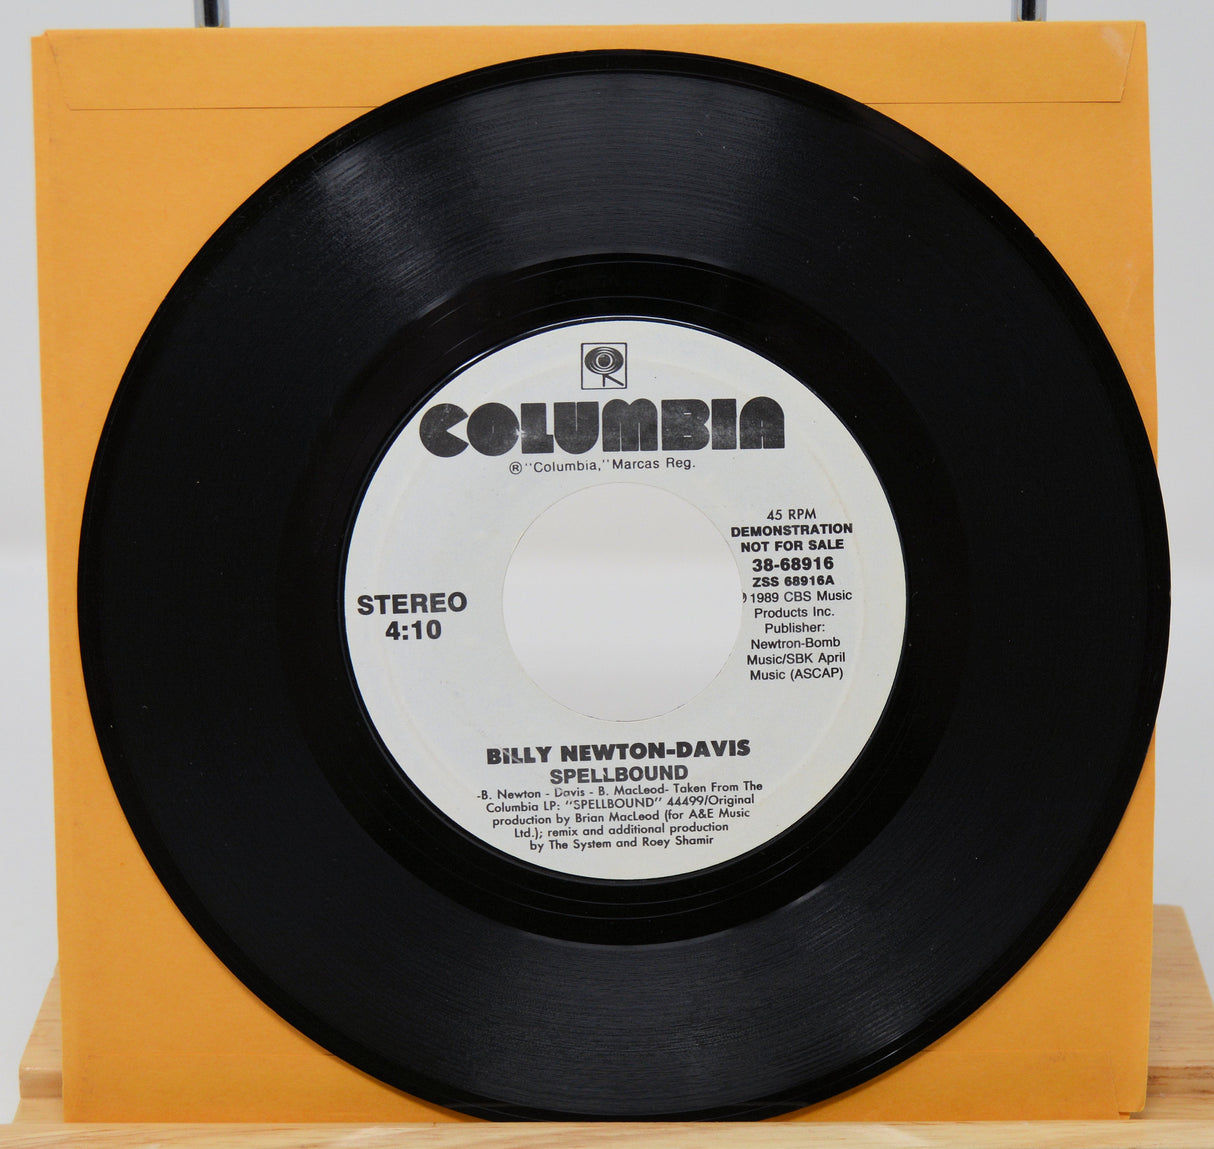 COLUMBIA
® "Columbia," Marcas Reg.
45 RPM
DEMONSTRATION
NOT FOR SALE
38-68916
ZSS 68916A
℗ 1989 CBS Music
Products Inc.
Publisher:
Newtron-Bomb
Music/SBK April
Music (ASCAP)
STEREO
4:10
BILLY NEWTON-DAVIS
SPELLBOUND
-B. Newton - Davis - B. MacLeod- Taken From The
Columbia LP: "SPELLBOUND" 44499/Original
production by Brian MacLeod (for A&E Music
Ltd.); remix and additional production
by The System and Roey Shamir